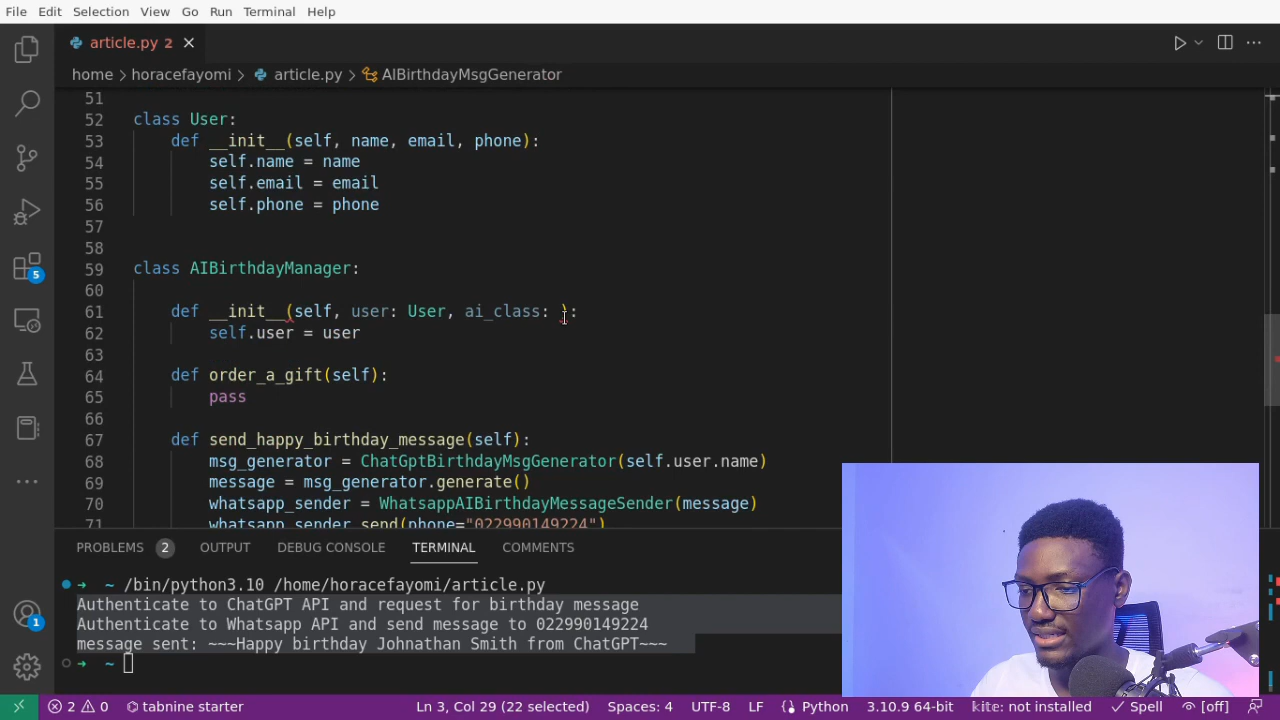 File Edit Selection View Go Run Terminal Help
article.py 2
home > horacefayomi > article.py > AIBirthdayMsgGenerator
51
52 class User:
53 def __init__(self, name, email, phone):
54 self.name = name
55 self.email = email
56 self.phone = phone
57
58
59 class AIBirthdayManager:
60
61 def __init__(self, user: User, ai_class: ):
62 self.user = user
63
64 def order_a_gift(self):
65 pass
66
67 def send_happy_birthday_message(self):
68 msg_generator = ChatGptBirthdayMsgGenerator(self.user.name)
69 message = msg_generator.generate()
70 whatsapp_sender = WhatsappAIBirthdayMessageSender(message)
71 whatsapp_sender.send(phone="022990149224")
PROBLEMS 2 OUTPUT DEBUG CONSOLE TERMINAL COMMENTS
➜ ~ /bin/python3.10 /home/horacefayomi/article.py
Authenticate to ChatGPT API and request for birthday message
Authenticate to Whatsapp API and send message to 022990149224
message sent: ~~~Happy birthday Johnathan Smith from ChatGPT~~~
➜ ~
5
1
2 0 tabnine starter Ln 3, Col 29 (22 selected) Spaces: 4 UTF-8 LF Python 3.10.9 64-bit kite: not installed Spell [off]